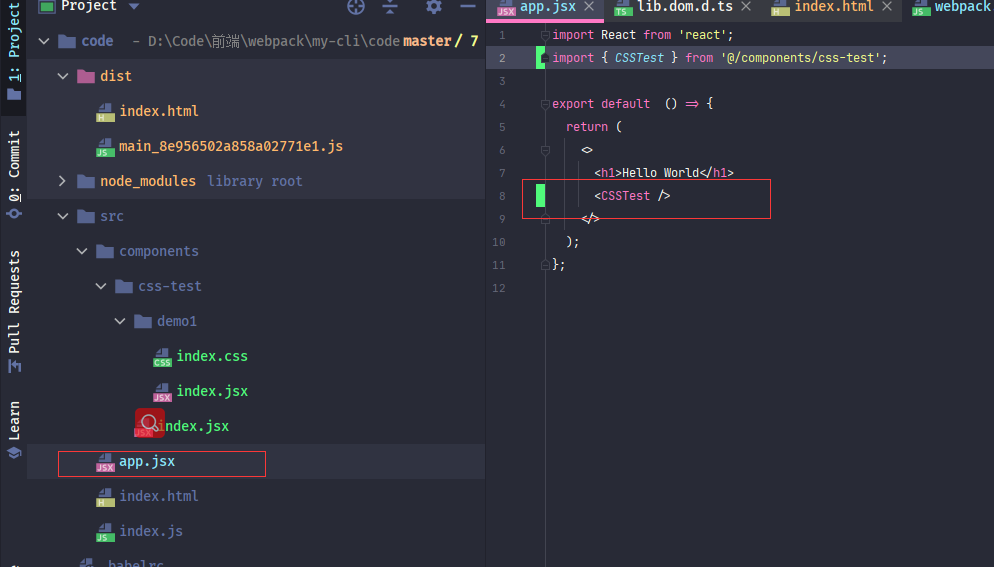 Project
app.jsx
lib.dom.d.ts
index.html
webpack
1: Project
0: Commit
Pull Requests
Learn
code – D:\Code\前端\webpack\my-cli\code master / 7
dist
index.html
main_8e956502a858a02771e1.js
node_modules library root
src
components
css-test
demo1
index.css
index.jsx
index.jsx
app.jsx
index.html
index.js
.babelrc
1 import React from 'react';
2 import { CSSTest } from '@/components/css-test';
3
4 export default () ⇒ {
5 return (
6 <>
7 <h1>Hello World</h1>
8 <CSSTest />
9 </>
10 );
11 };
12